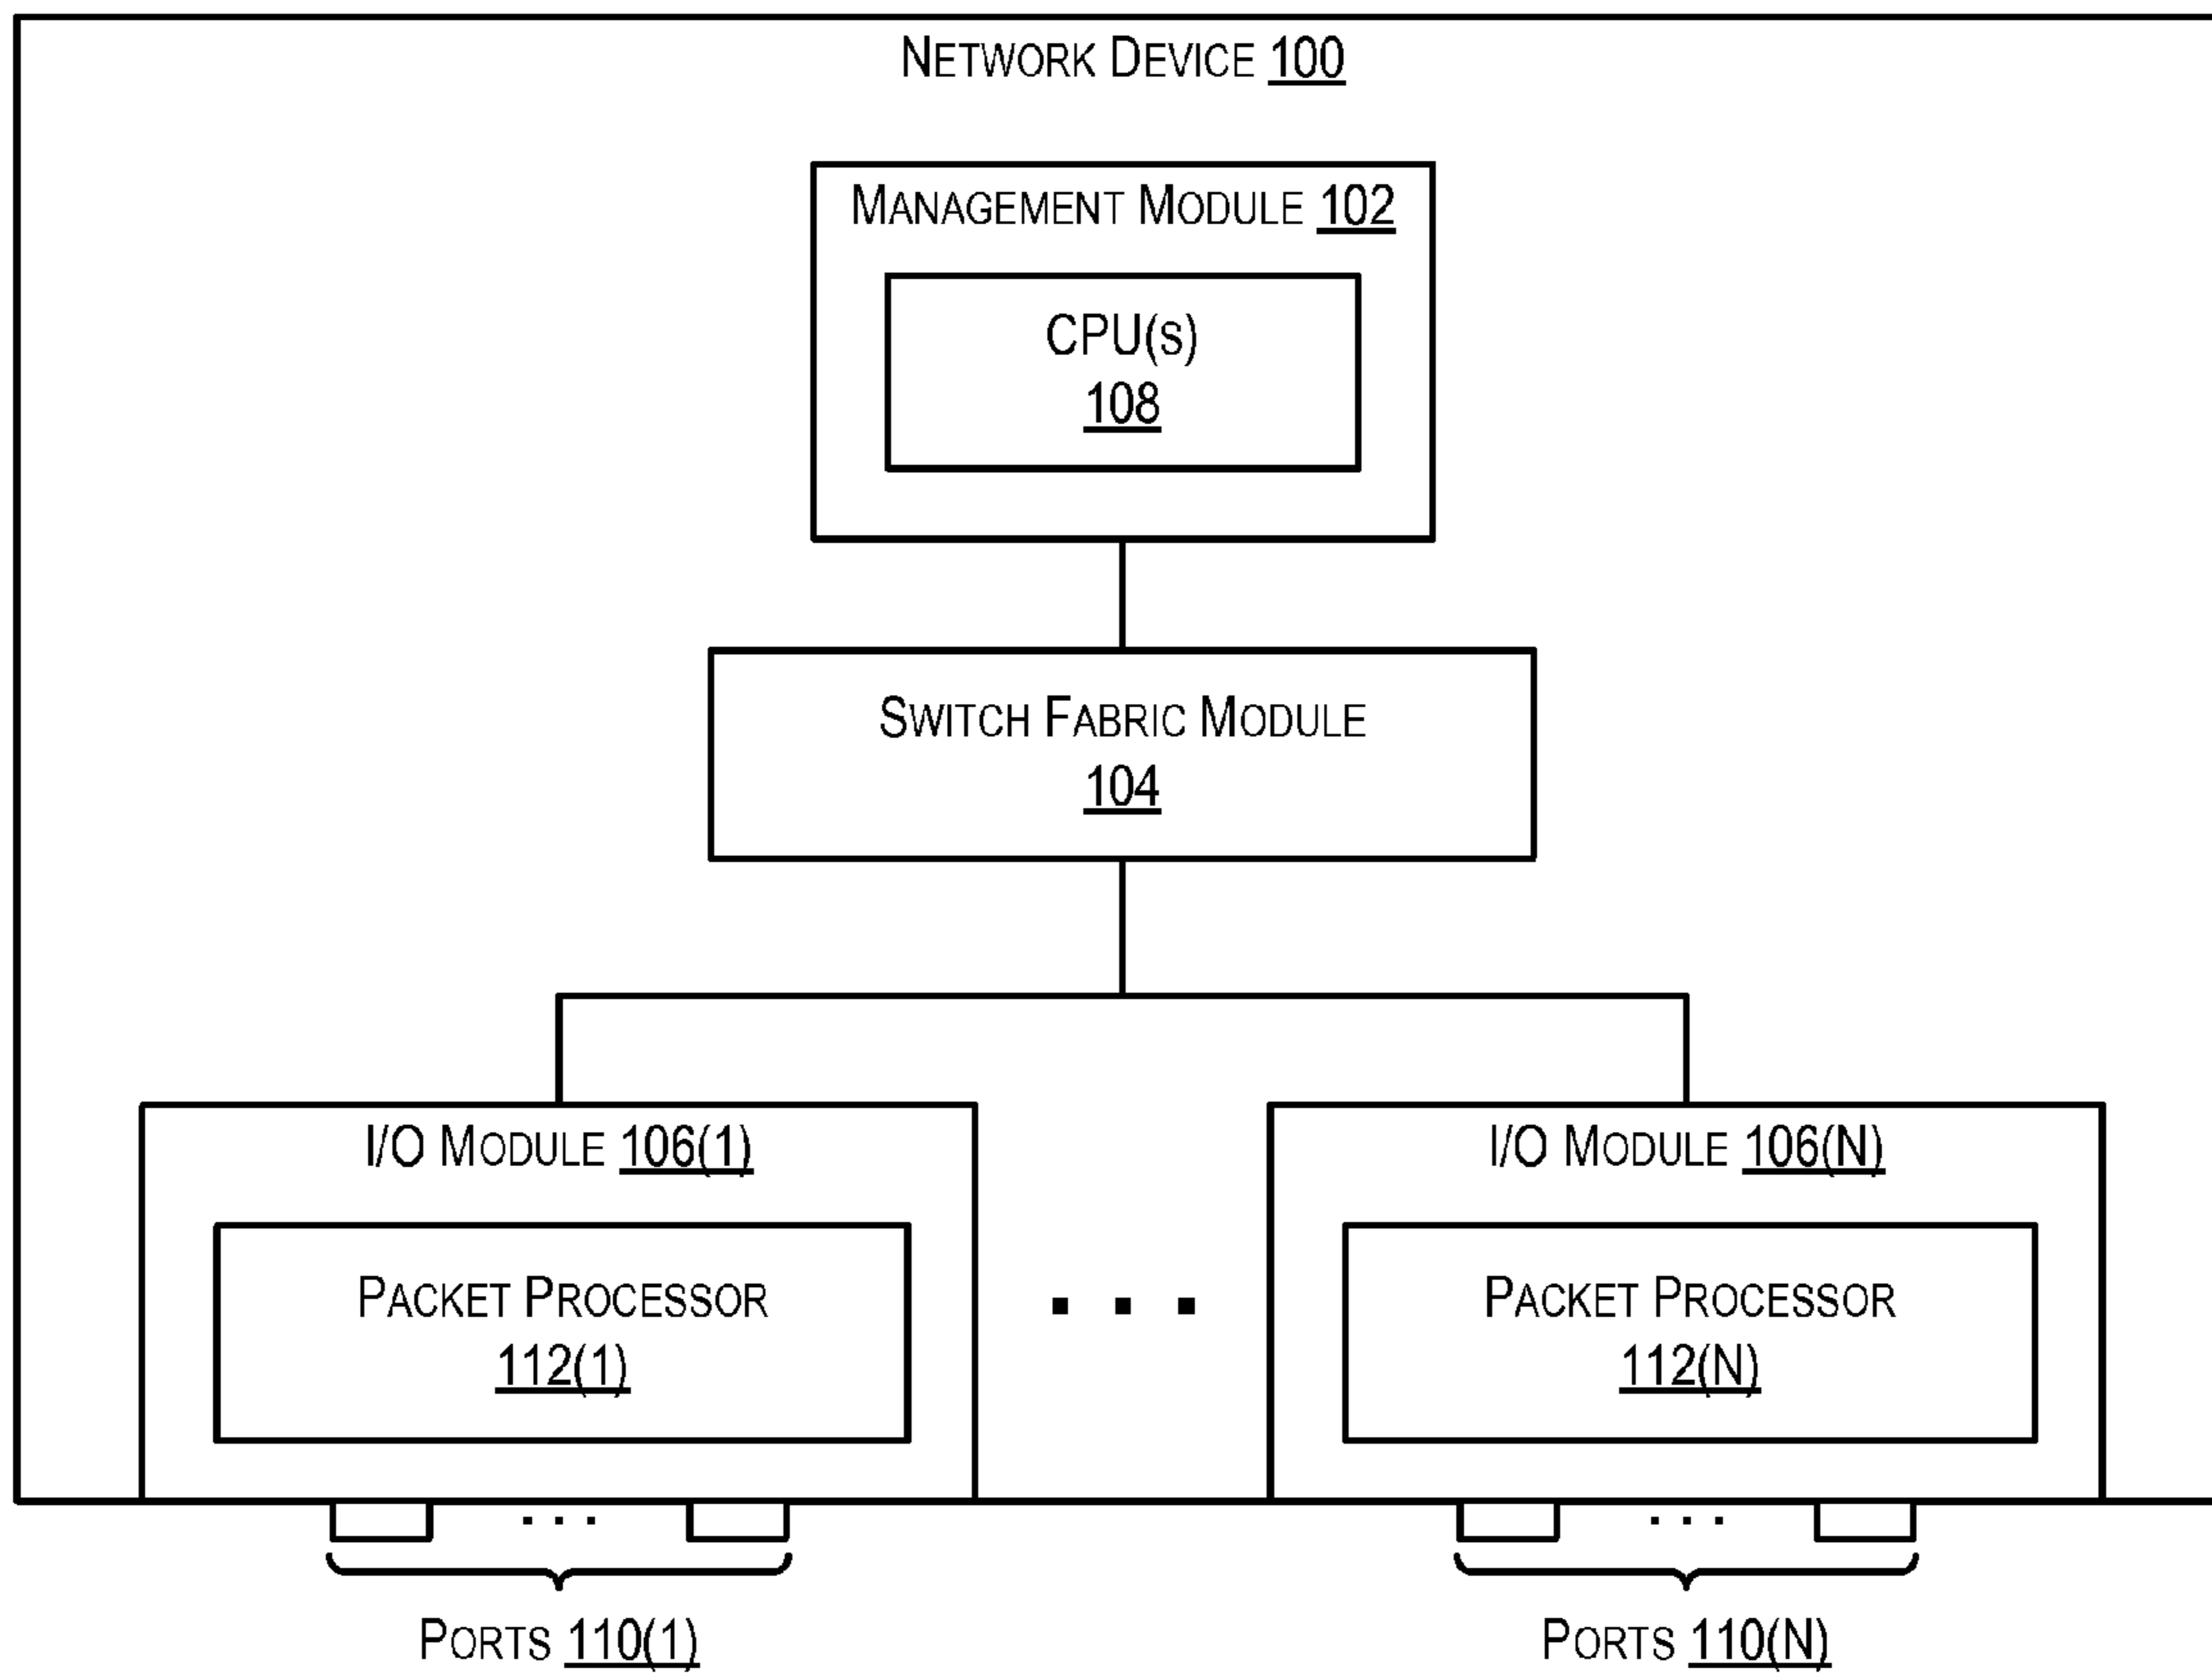 NETWORK DEVICE 100
MANAGEMENT MODULE 102
CPU(s)
108
SWITCH FABRIC MODULE
104
I/O MODULE 106(1)
I/O MODULE 106(N)
PACKET PROCESSOR
112(1)
. . .
PACKET PROCESSOR
112(N)
. . .
. . .
PORTS 110(1)
PORTS 110(N)